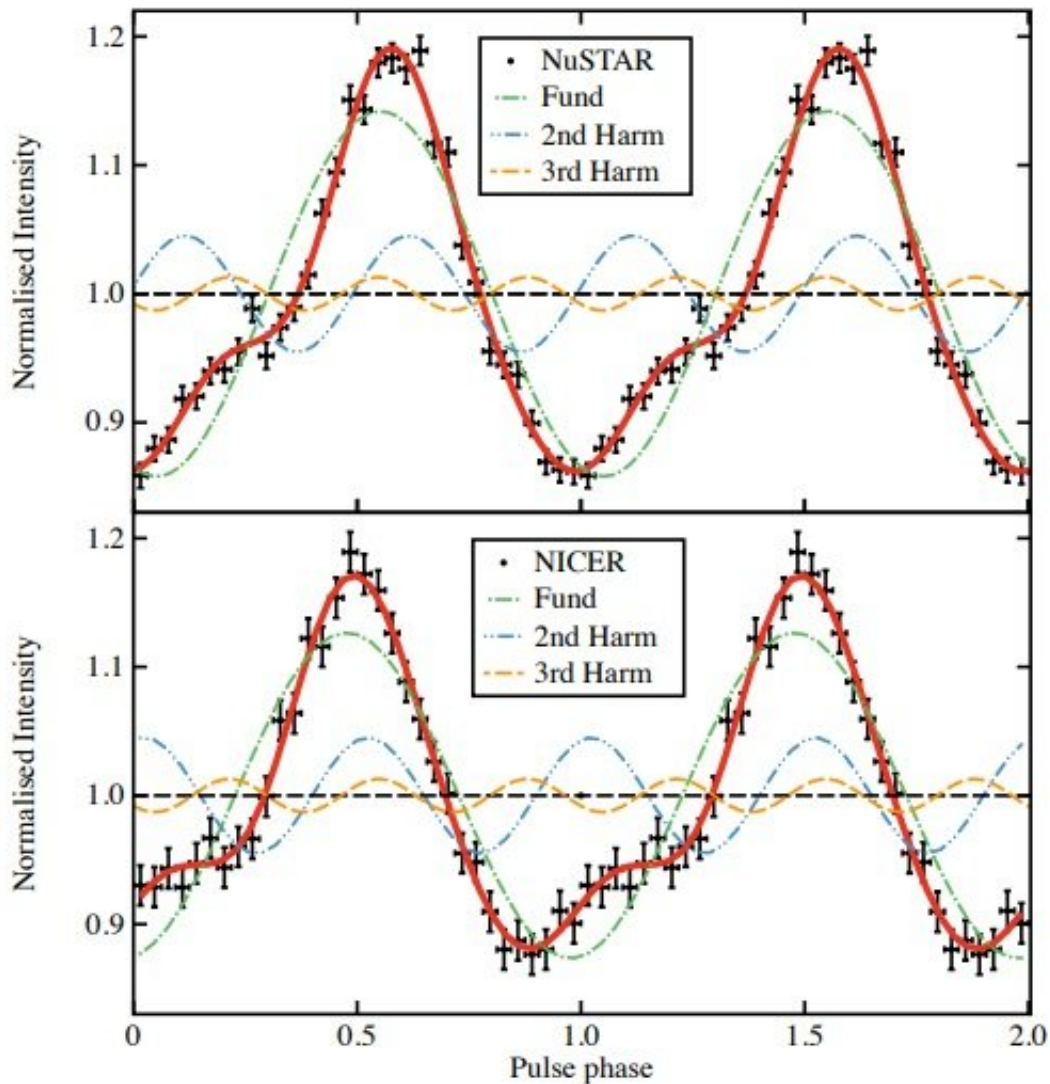 Normalised Intensity
1.2
1.1
1.0
0.9
NuSTAR
Fund
2nd Harm
3rd Harm
Normalised Intensity
1.2
1.1
1.0
0.9
NICER
Fund
2nd Harm
3rd Harm
0 0.5 1.0 1.5 2.0
Pulse phase